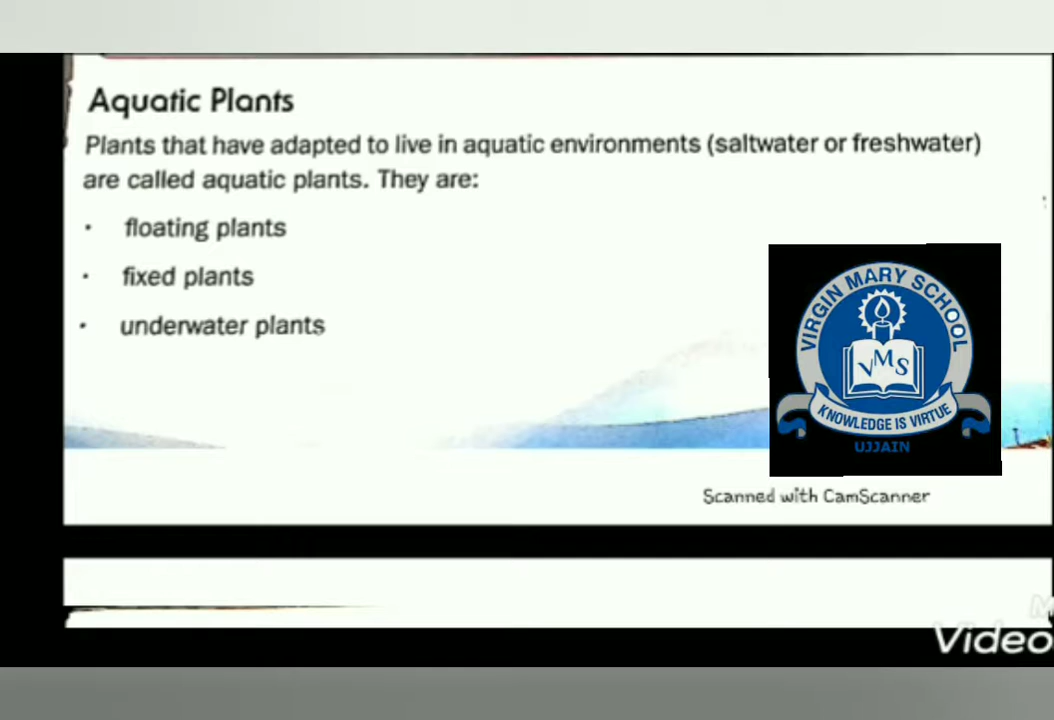 Aquatic Plants
Plants that have adapted to live in aquatic environments (saltwater or freshwater)
are called aquatic plants. They are:
· floating plants
· fixed plants
· underwater plants
VIRGIN MARY SCHOOL
VMS
KNOWLEDGE IS VIRTUE
UJJAIN
Scanned with CamScanner
Video